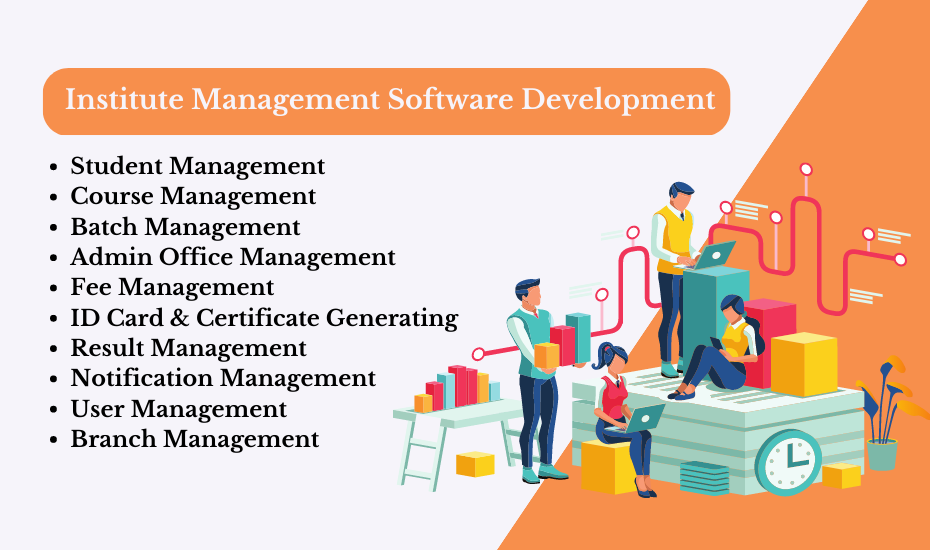 Institute Management Software Development
• Student Management
• Course Management
• Batch Management
• Admin Office Management
• Fee Management
• ID Card & Certificate Generating
• Result Management
• Notification Management
• User Management
• Branch Management